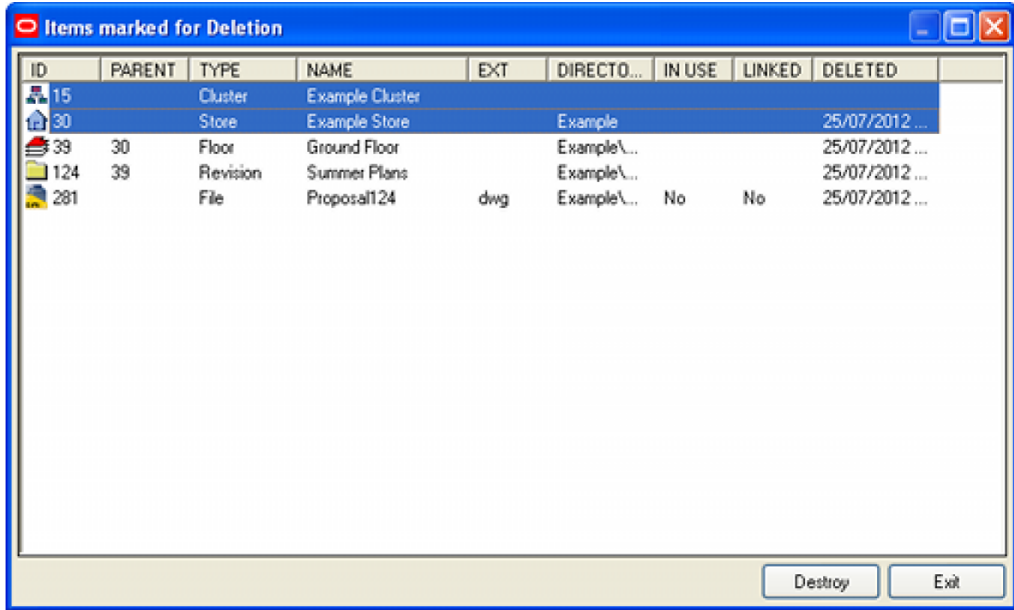 Items marked for Deletion
ID PARENT TYPE NAME EXT DIRECTO... IN USE LINKED DELETED
15 Cluster Example Cluster
30 Store Example Store Example 25/07/2012 ...
39 30 Floor Ground Floor Example\... 25/07/2012 ...
124 39 Revision Summer Plans Example\... 25/07/2012 ...
281 File Proposal124 dwg Example\... No No 25/07/2012 ...
Destroy Exit